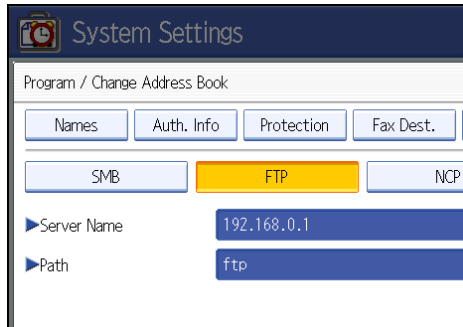 System Settings
Program / Change Address Book
Names Auth. Info Protection Fax Dest.
SMB FTP NCP
▶Server Name 192.168.0.1
▶Path ftp